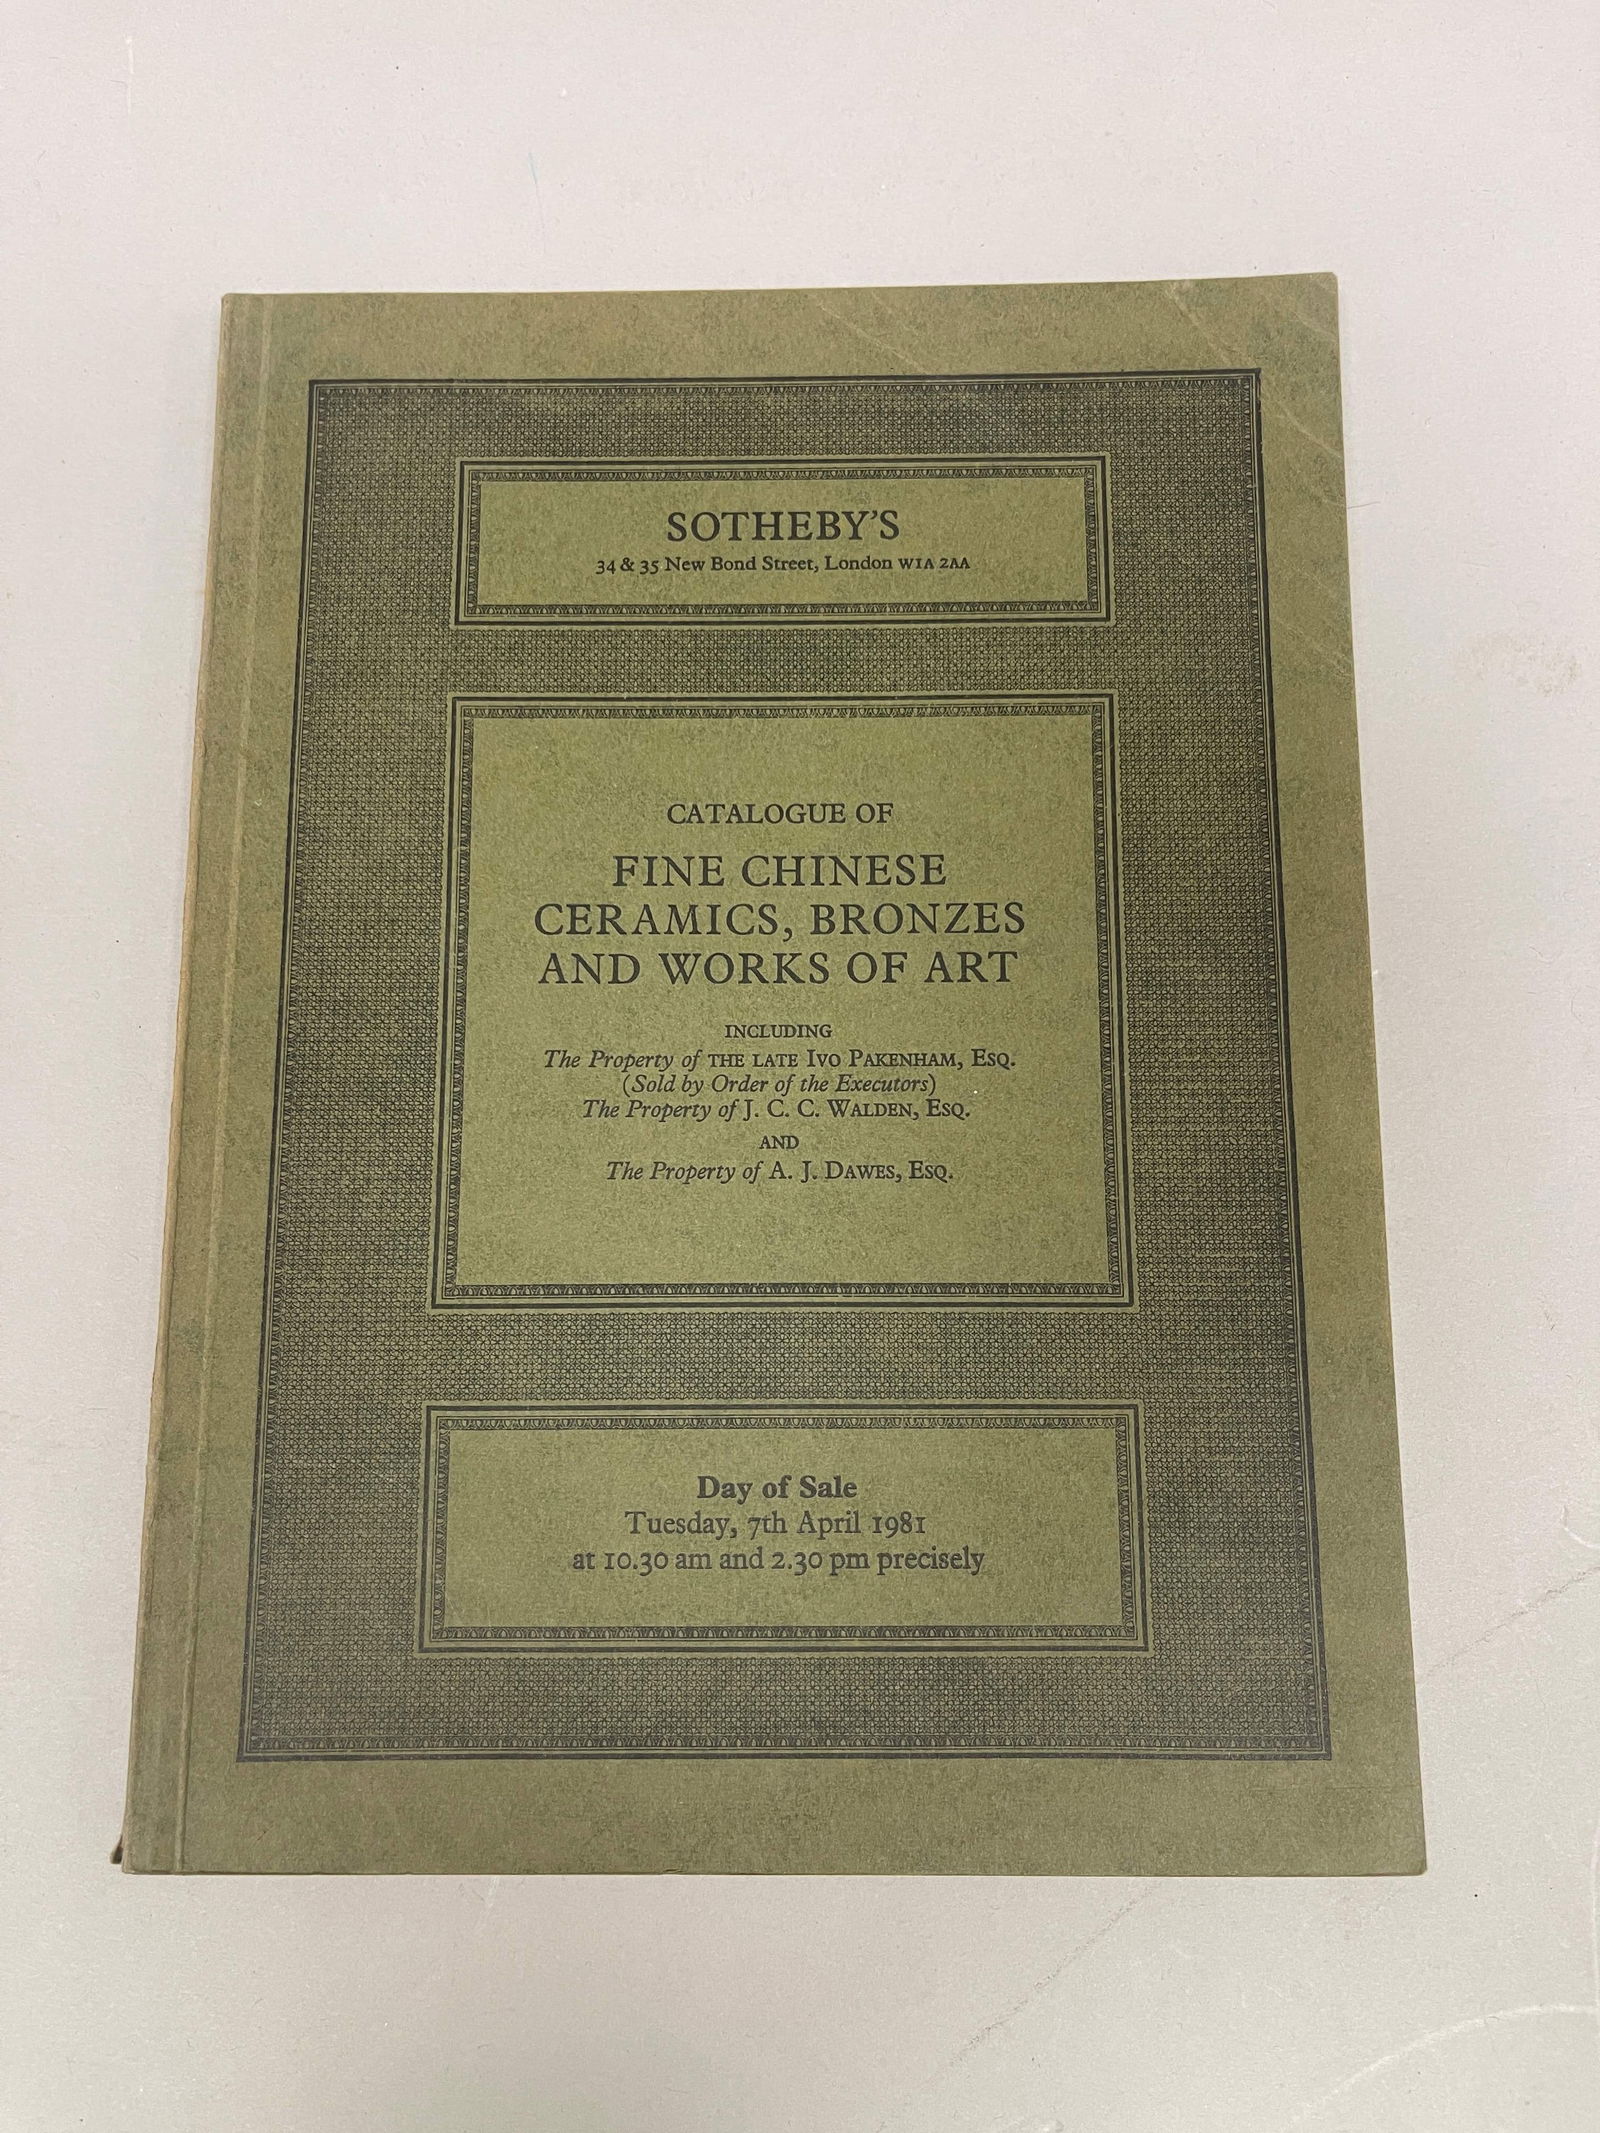 SOTHEBY'S
34 & 35 New Bond Street, London W1A 2AA
CATALOGUE OF
FINE CHINESE
CERAMICS, BRONZES
AND WORKS OF ART
INCLUDING
The Property of THE LATE IVO PAKENHAM, ESQ.
(Sold by Order of the Executors)
The Property of J. C. C. WALDEN, ESQ.
AND
The Property of A. J. DAWES, ESQ.
Day of Sale
Tuesday, 7th April 1981
at 10.30 am and 2.30 pm precisely